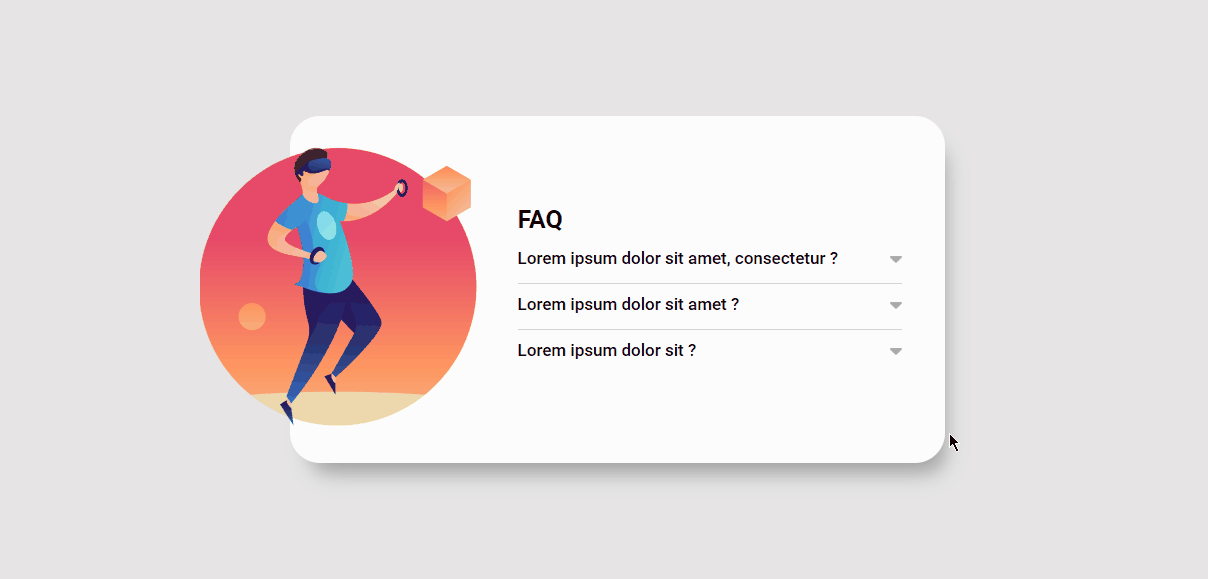 FAQ
Lorem ipsum dolor sit amet, consectetur ?
Lorem ipsum dolor sit amet ?
Lorem ipsum dolor sit ?